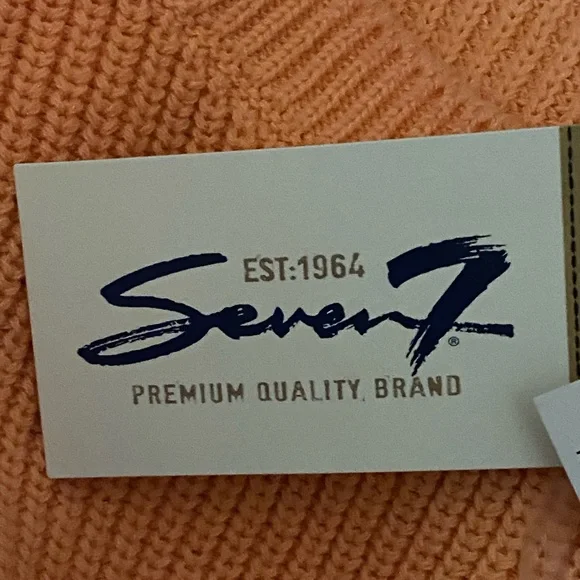 EST:1964
Seven7®
PREMIUM QUALITY BRAND